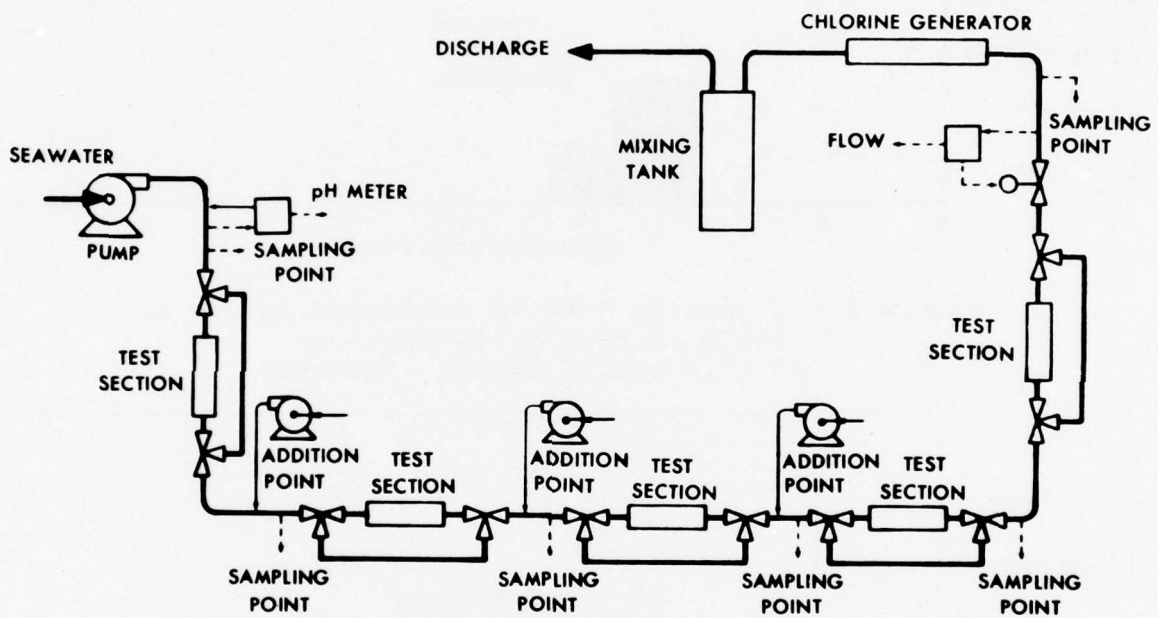 CHLORINE GENERATOR
DISCHARGE
MIXING
TANK
FLOW
SAMPLING
POINT
SEAWATER
PUMP
pH METER
SAMPLING
POINT
TEST
SECTION
TEST
SECTION
ADDITION
POINT
TEST
SECTION
ADDITION
POINT
TEST
SECTION
ADDITION
POINT
TEST
SECTION
SAMPLING
POINT
SAMPLING
POINT
SAMPLING
POINT
SAMPLING
POINT